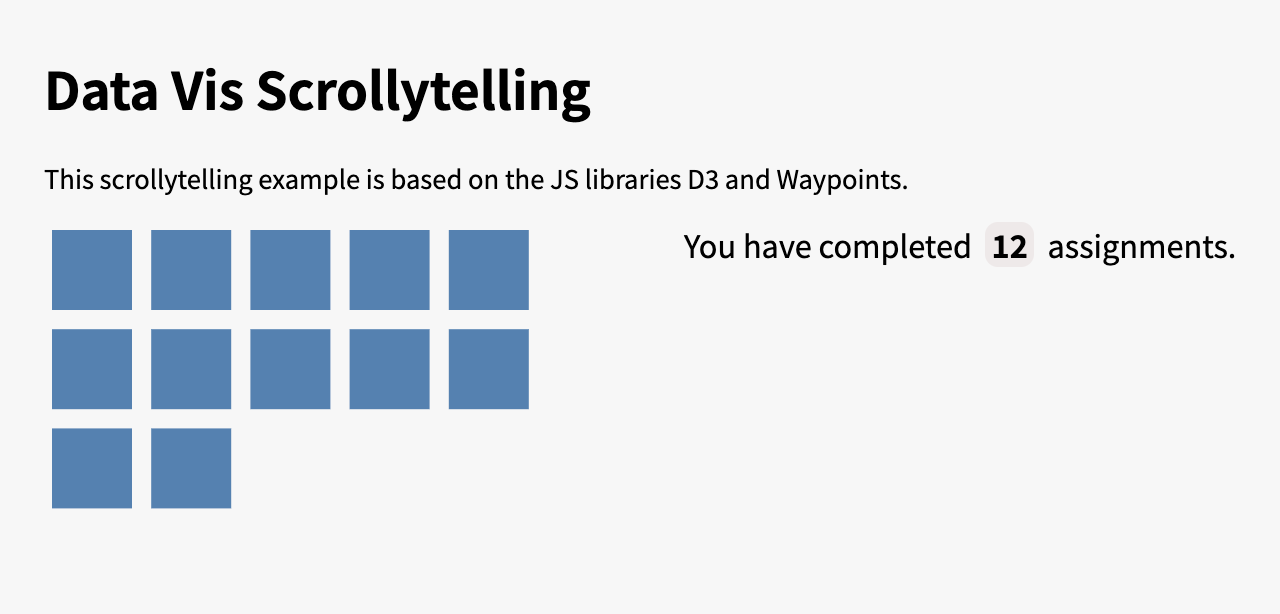 Data Vis Scrollytelling
This scrollytelling example is based on the JS libraries D3 and Waypoints.
You have completed 12 assignments.